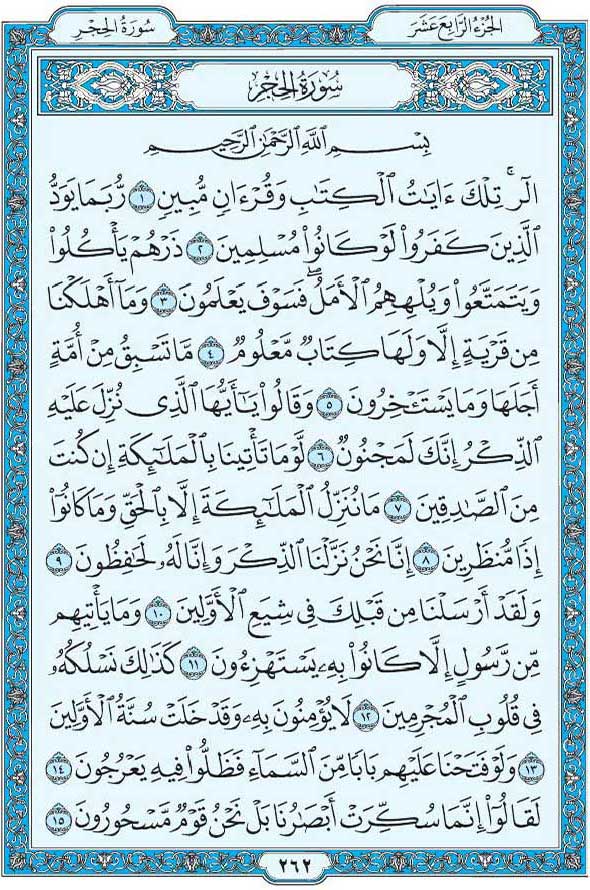 الجُزْءُ الرَّابِعَ عَشَرَ
سُورَةُ الحِجْرِ
سُورَةُ الحِجْرِ
بِسْمِ اللَّهِ الرَّحْمَٰنِ الرَّحِيمِ
الٓرۚ تِلْكَ ءَايَٰتُ ٱلْكِتَٰبِ وَقُرْءَانٍ مُّبِينٍ ١ رُّبَمَا يَوَدُّ
ٱلَّذِينَ كَفَرُوا۟ لَوْ كَانُوا۟ مُسْلِمِينَ ٢ ذَرْهُمْ يَأْكُلُوا۟
وَيَتَمَتَّعُوا۟ وَيُلْهِهِمُ ٱلْأَمَلُۖ فَسَوْفَ يَعْلَمُونَ ٣ وَمَآ أَهْلَكْنَا
مِن قَرْيَةٍ إِلَّا وَلَهَا كِتَابٌ مَّعْلُومٌ ٤ مَّا تَسْبِقُ مِنْ أُمَّةٍ
أَجَلَهَا وَمَا يَسْتَـْٔخِرُونَ ٥ وَقَالُوا۟ يَٰٓأَيُّهَا ٱلَّذِى نُزِّلَ عَلَيْهِ
ٱلذِّكْرُ إِنَّكَ لَمَجْنُونٌ ٦ لَّوْ مَا تَأْتِينَا بِٱلْمَلَٰٓئِكَةِ إِن كُنتَ
مِنَ ٱلصَّٰدِقِينَ ٧ مَا نُنَزِّلُ ٱلْمَلَٰٓئِكَةَ إِلَّا بِٱلْحَقِّ وَمَا كَانُوٓا۟
إِذًا مُّنظَرِينَ ٨ إِنَّا نَحْنُ نَزَّلْنَا ٱلذِّكْرَ وَإِنَّا لَهُۥ لَحَٰفِظُونَ ٩
وَلَقَدْ أَرْسَلْنَا مِن قَبْلِكَ فِى شِيَعِ ٱلْأَوَّلِينَ ١٠ وَمَا يَأْتِيهِم
مِّن رَّسُولٍ إِلَّا كَانُوا۟ بِهِۦ يَسْتَهْزِءُونَ ١١ كَذَٰلِكَ نَسْلُكُهُۥ
فِى قُلُوبِ ٱلْمُجْرِمِينَ ١٢ لَا يُؤْمِنُونَ بِهِۦ وَقَدْ خَلَتْ سُنَّةُ ٱلْأَوَّلِينَ
١٣ وَلَوْ فَتَحْنَا عَلَيْهِم بَابًا مِّنَ ٱلسَّمَآءِ فَظَلُّوا۟ فِيهِ يَعْرُجُونَ ١٤
لَقَالُوٓا۟ إِنَّمَا سُكِّرَتْ أَبْصَٰرُنَا بَلْ نَحْنُ قَوْمٌ مَّسْحُورُونَ ١٥
٢٦٢